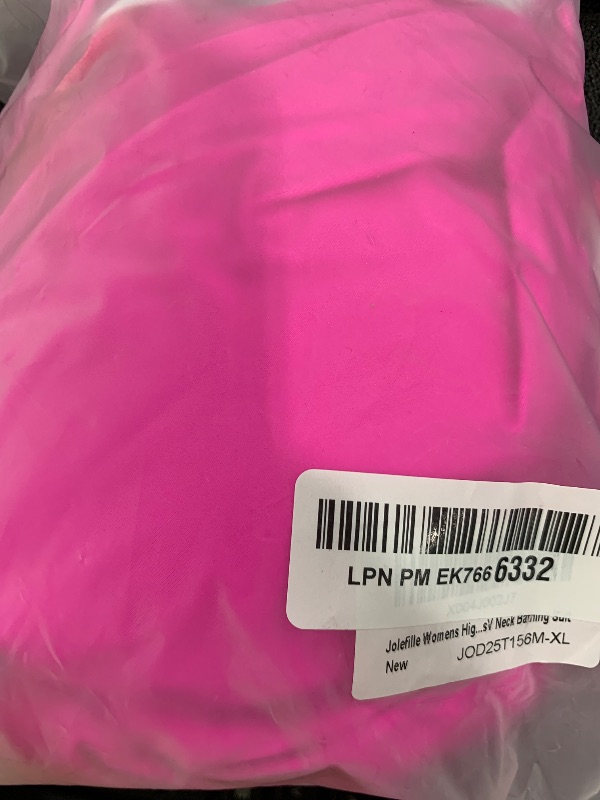 LPN PM EK766 6332
Jolefille Womens Hig...sV Neck Bathing Suit
New JOD25T156M-XL